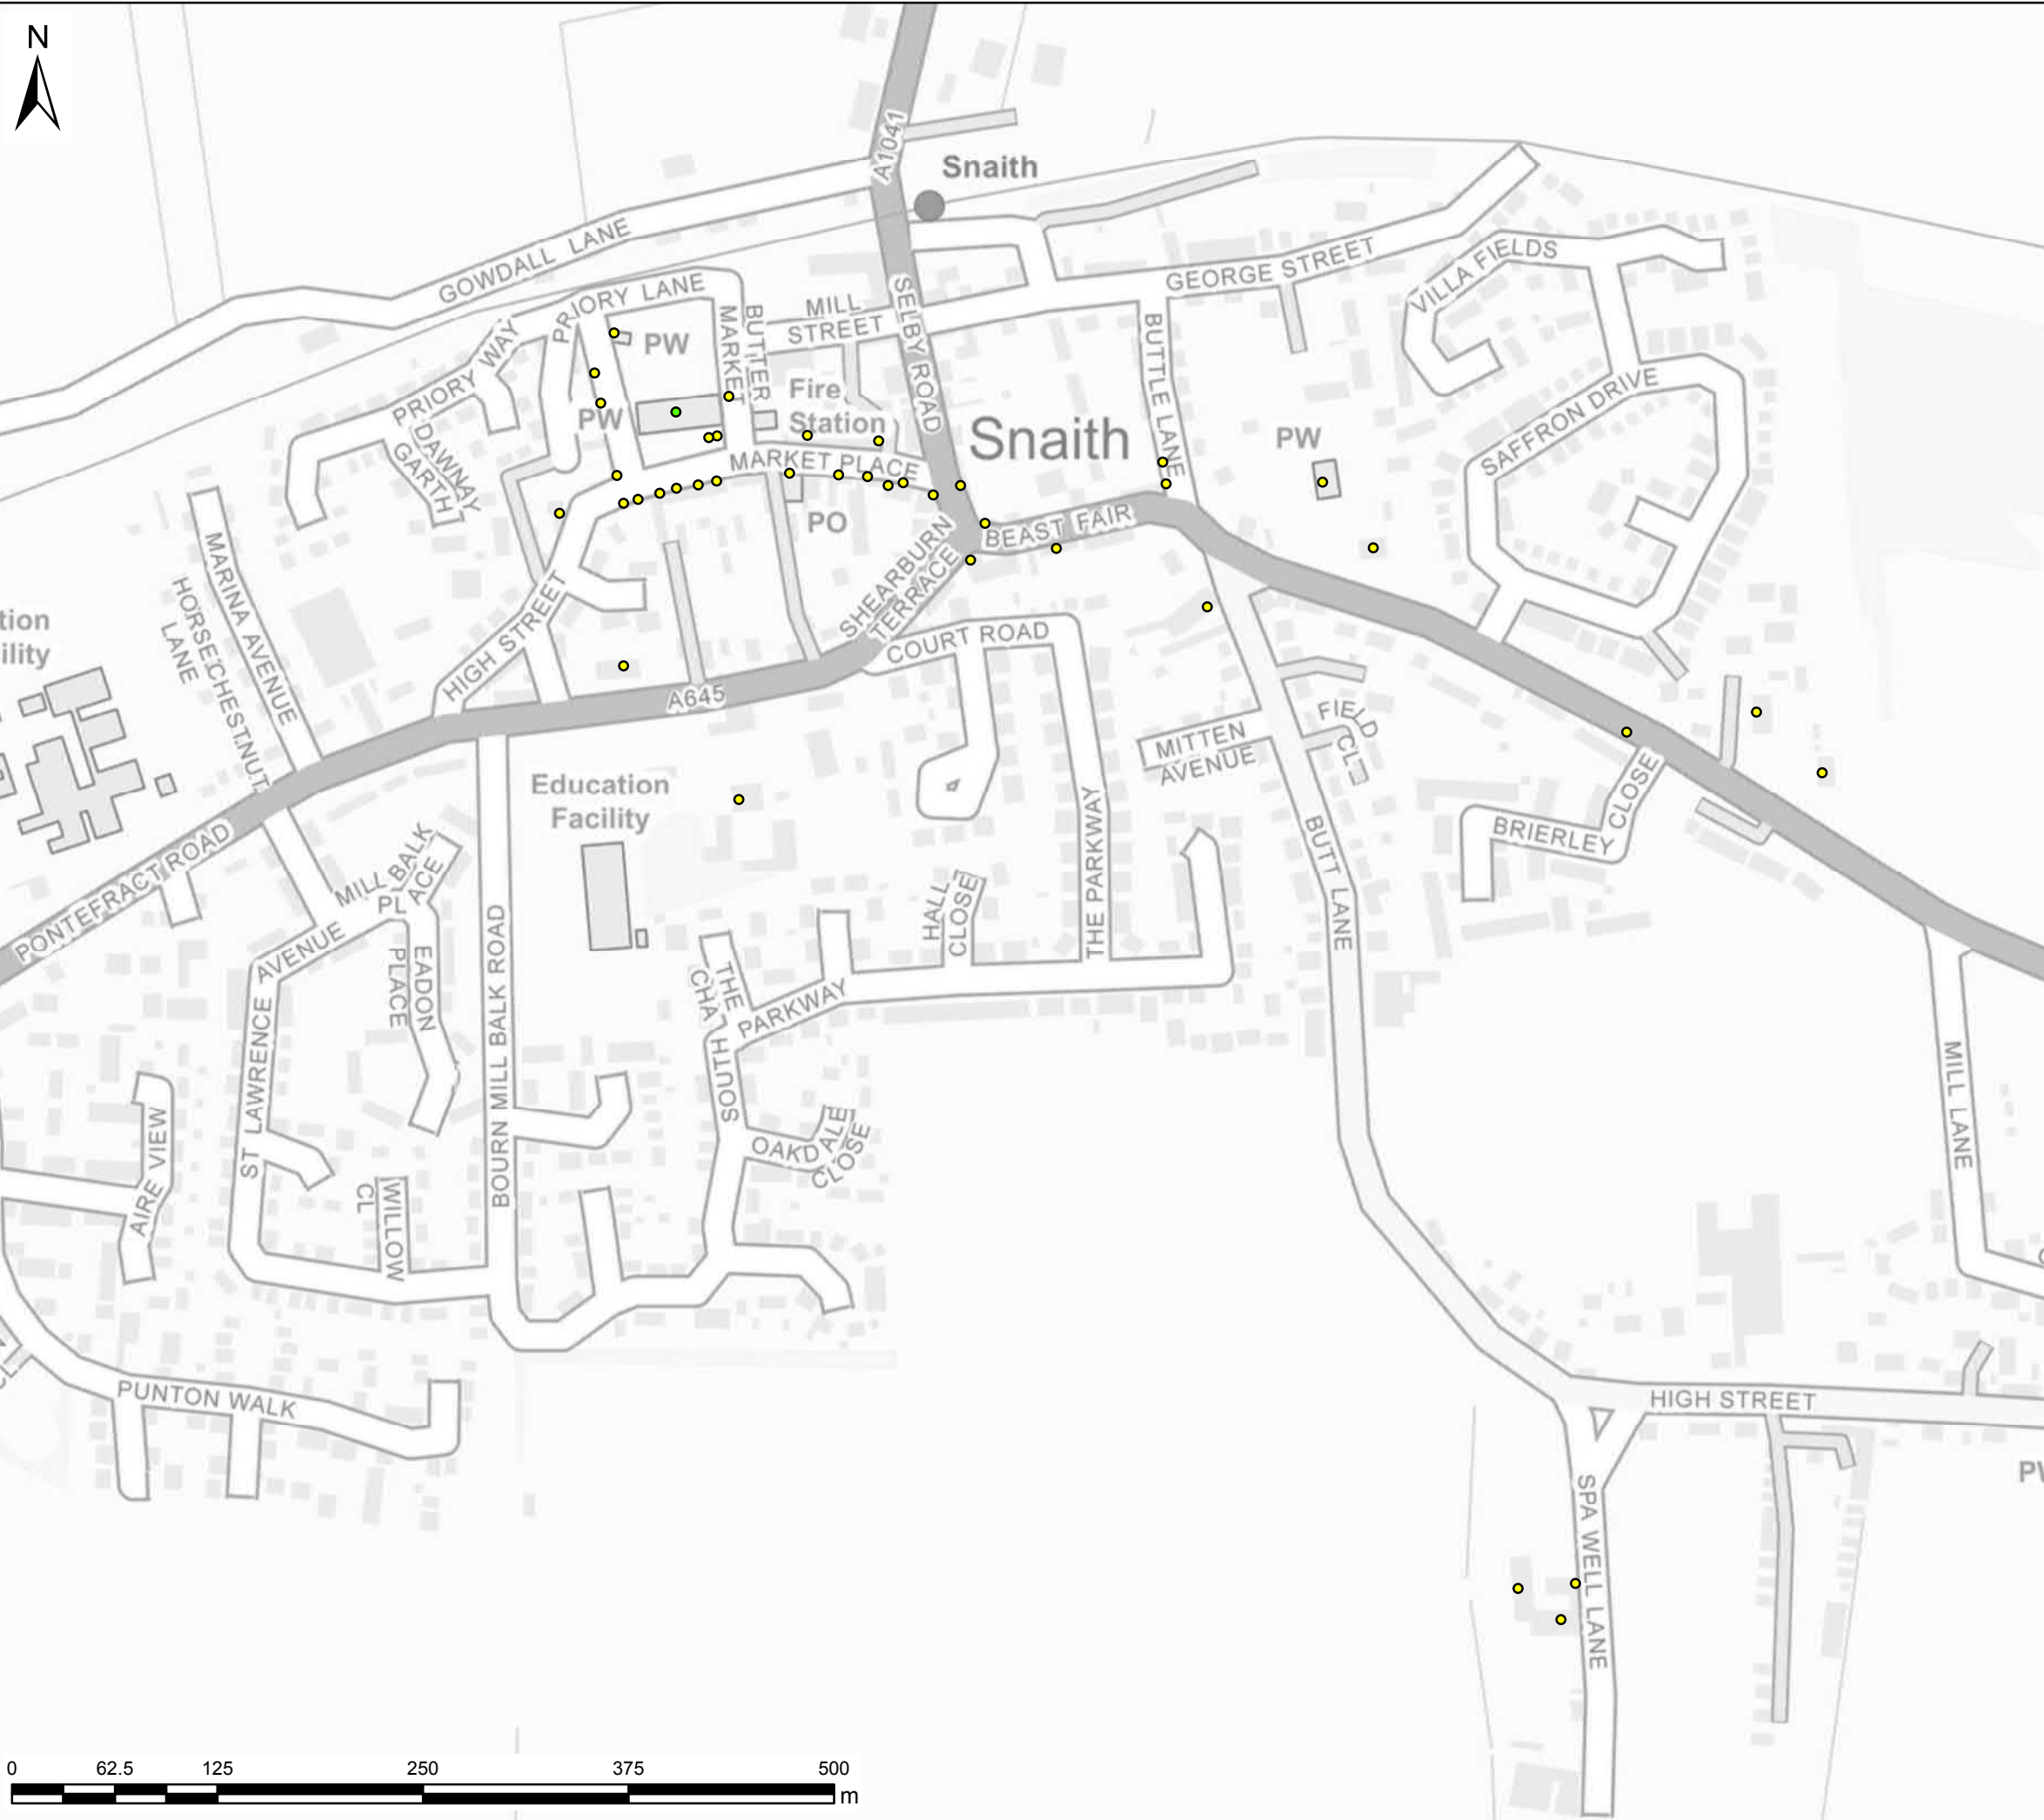 N
A1041
Snaith
GOWDALL LANE
PRIORY LANE
GEORGE STREET
VILLA FIELDS
MILL
STREET
SELBY ROAD
BUTTER
MARKET
PW
PRIORY WAY
BUTTLE LANE
Fire
Station
PW
Snaith
PW
SAFFRON DRIVE
DAWNAY
GARTH
MARKET PLACE
PO
BEAST FAIR
SHEARBURN
TERRACE
MARINA AVENUE
HORSECHESTNUT
LANE
HIGH STREET
COURT ROAD
A645
FIELD
CL
MITTEN
AVENUE
Education
Facility
BRIERLEY CLOSE
PONTEFRACT ROAD
MILL BALK
PLACE
BUTT LANE
THE PARKWAY
HALL
CLOSE
AVENUE
ST LAWRENCE
EADON
PLACE
BOURN MILL BALK ROAD
THE
CHA
PARKWAY
SOUTH
OAKDALE
CLOSE
MILL LANE
AIRE VIEW
WILLOW
CL
PUNTON WALK
HIGH STREET
SPA WELL LANE
0 62.5 125 250 375 500
m